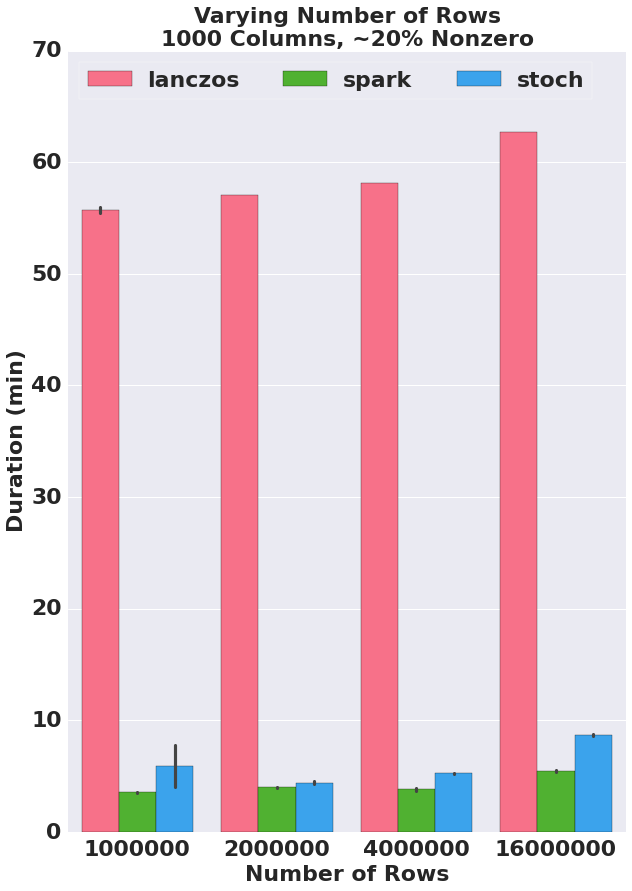 Varying Number of Rows
1000 Columns, ~20% Nonzero
lanczos spark stoch
Duration (min)
70
60
50
40
30
20
10
0
1000000 2000000 4000000 16000000
Number of Rows